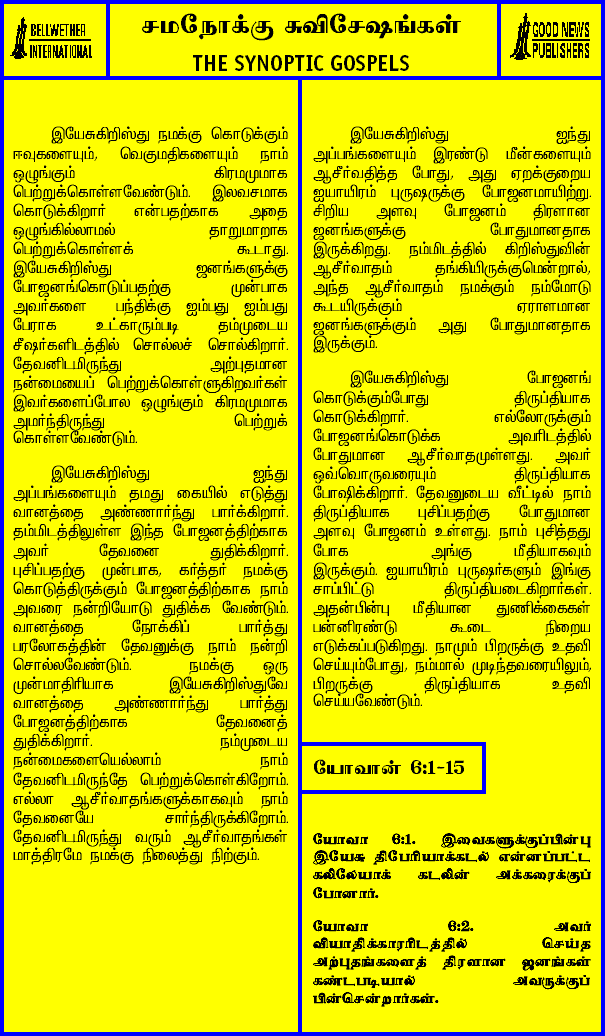 BELLWETHER
INTERNATIONAL
சமநோக்கு சுவிசேஷங்கள்
THE SYNOPTIC GOSPELS
GOOD NEWS
PUBLISHERS
இயேசுகிறிஸ்து நமக்கு கொடுக்கும்
ஈவுகளையும், வெகுமதிகளையும் நாம்
ஒழுங்கும் கிரமமுமாக
பெற்றுக்கொள்ளவேண்டும். இலவசமாக
கொடுக்கிறார் என்பதற்காக அதை
ஒழுங்கில்லாமல் தாறுமாறாக
பெற்றுக்கொள்ளக் கூடாது.
இயேசுகிறிஸ்து ஜனங்களுக்கு
போஜனங்கொடுப்பதற்கு முன்பாக
அவர்களை பந்திக்கு ஐம்பது ஐம்பது
பேராக உட்காரும்படி தம்முடைய
சீஷர்களிடத்தில் சொல்லச் சொல்கிறார்.
தேவனிடமிருந்து அற்புதமான
நன்மையைப் பெற்றுக்கொள்ளுகிறவர்கள்
இவர்களைப்போல ஒழுங்கும் கிரமமுமாக
அமர்ந்திருந்து பெற்றுக்
கொள்ளவேண்டும்.
இயேசுகிறிஸ்து ஐந்து
அப்பங்களையும் தமது கையில் எடுத்து
வானத்தை அண்ணார்ந்து பார்க்கிறார்.
தம்மிடத்திலுள்ள இந்த போஜனத்திற்காக
அவர் தேவனை துதிக்கிறார்.
புசிப்பதற்கு முன்பாக, கர்த்தர் நமக்கு
கொடுத்திருக்கும் போஜனத்திற்காக நாம்
அவரை நன்றியோடு துதிக்க வேண்டும்.
வானத்தை நோக்கிப் பார்த்து
பரலோகத்தின் தேவனுக்கு நாம் நன்றி
சொல்லவேண்டும். நமக்கு ஒரு
முன்மாதிரியாக இயேசுகிறிஸ்துவே
வானத்தை அண்ணார்ந்து பார்த்து
போஜனத்திற்காக தேவனைத்
துதிக்கிறார். நம்முடைய
நன்மைகளையெல்லாம் நாம்
தேவனிடமிருந்தே பெற்றுக்கொள்கிறோம்.
எல்லா ஆசீர்வாதங்களுக்காகவும் நாம்
தேவனையே சார்ந்திருக்கிறோம்.
தேவனிடமிருந்து வரும் ஆசீர்வாதங்கள்
மாத்திரமே நமக்கு நிலைத்து நிற்கும்.
இயேசுகிறிஸ்து ஐந்து
அப்பங்களையும் இரண்டு மீன்களையும்
ஆசீர்வதித்த போது, அது ஏறக்குறைய
ஐயாயிரம் புருஷருக்கு போஜனமாயிற்று.
சிறிய அளவு போஜனம் திரளான
ஜனங்களுக்கு போதுமானதாக
இருக்கிறது. நம்மிடத்தில் கிறிஸ்துவின்
ஆசீர்வாதம் தங்கியிருக்குமென்றால்,
அந்த ஆசீர்வாதம் நமக்கும் நம்மோடு
கூடயிருக்கும் ஏராளமான
ஜனங்களுக்கும் அது போதுமானதாக
இருக்கும்.
இயேசுகிறிஸ்து போஜனங்
கொடுக்கும்போது திருப்தியாக
கொடுக்கிறார். எல்லோருக்கும்
போஜனங்கொடுக்க அவரிடத்தில்
போதுமான ஆசீர்வாதமுள்ளது. அவர்
ஒவ்வொருவரையும் திருப்தியாக
போஷிக்கிறார். தேவனுடைய வீட்டில் நாம்
திருப்தியாக புசிப்பதற்கு போதுமான
அளவு போஜனம் உள்ளது. நாம் புசித்தது
போக அங்கு மீதியாகவும்
இருக்கும். ஐயாயிரம் புருஷர்களும் இங்கு
சாப்பிட்டு திருப்தியடைகிறார்கள்.
அதன்பின்பு மீதியான துணிக்கைகள்
பன்னிரண்டு கூடை நிறைய
எடுக்கப்படுகிறது. நாமும் பிறருக்கு உதவி
செய்யும்போது, நம்மால் முடிந்தவரையிலும்,
பிறருக்கு திருப்தியாக உதவி
செய்யவேண்டும்.
யோவான் 6:1-15
யோவா 6:1. இவைகளுக்குப்பின்பு
இயேசு திபேரியாக்கடல் என்னப்பட்ட
கலிலேயாக் கடலின் அக்கரைக்குப்
போனார்.
யோவா 6:2. அவர்
வியாதிக்காரரிடத்தில் செய்த
அற்புதங்களைத் திரளான ஜனங்கள்
கண்டபடியால் அவருக்குப்
பின்சென்றார்கள்.